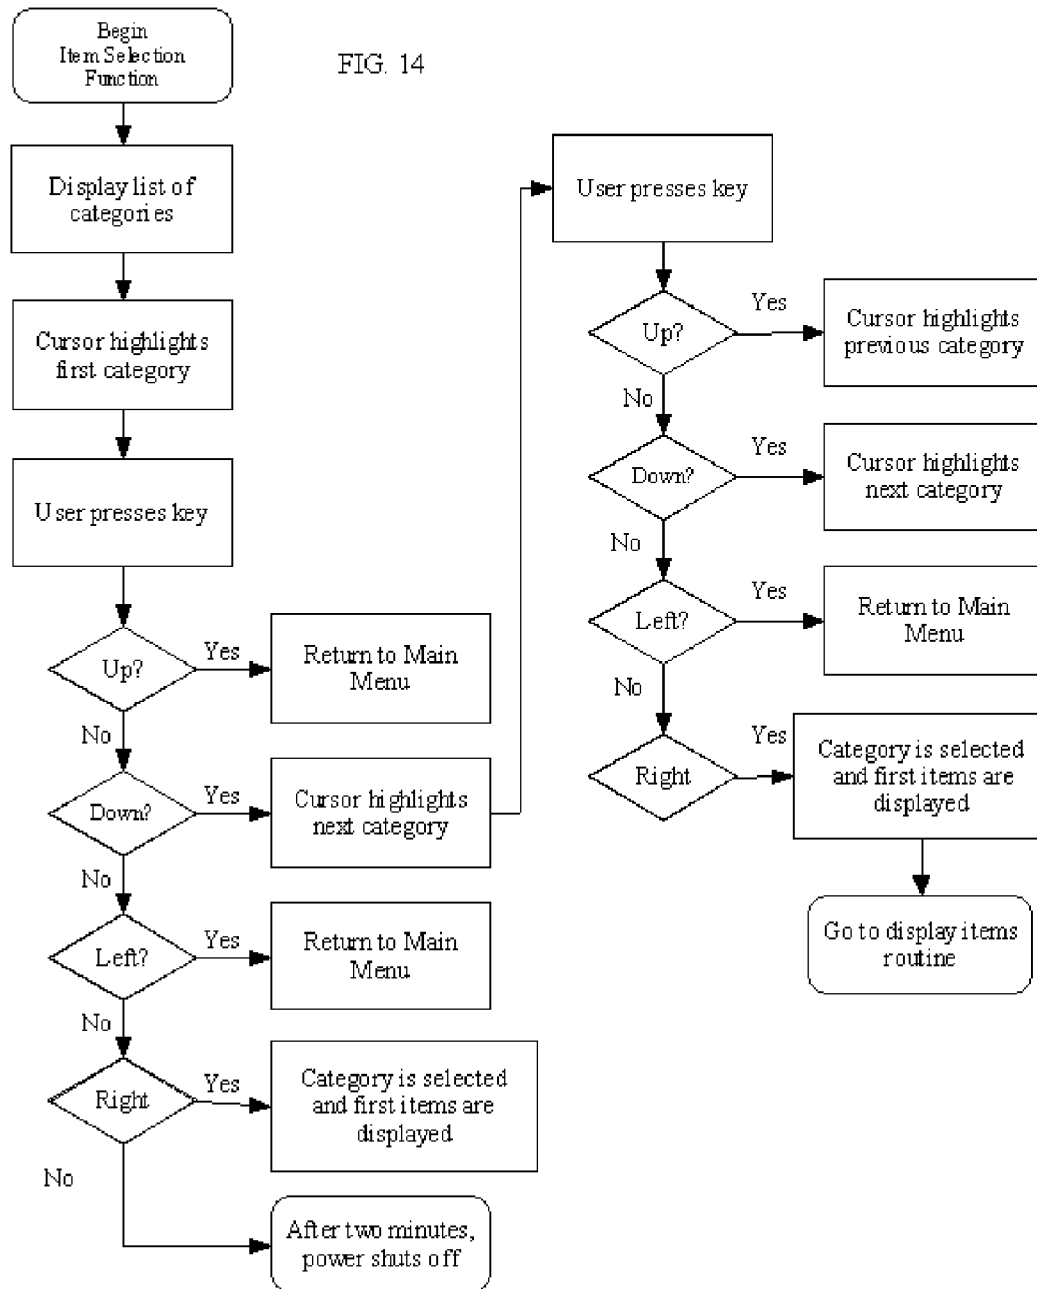 Begin
Item Selection
Function
FIG. 14
Display list of
categories
Cursor highlights
first category
User presses key
Up?
Yes
Return to Main
Menu
No
Down?
Yes
Cursor highlights
next category
No
Left?
Yes
Return to Main
Menu
No
Right
Yes
Category is selected
and first items are
displayed
No
After two minutes,
power shuts off
User presses key
Up?
Yes
Cursor highlights
previous category
No
Down?
Yes
Cursor highlights
next category
No
Left?
Yes
Return to Main
Menu
No
Right
Yes
Category is selected
and first items are
displayed
Go to display items
routine